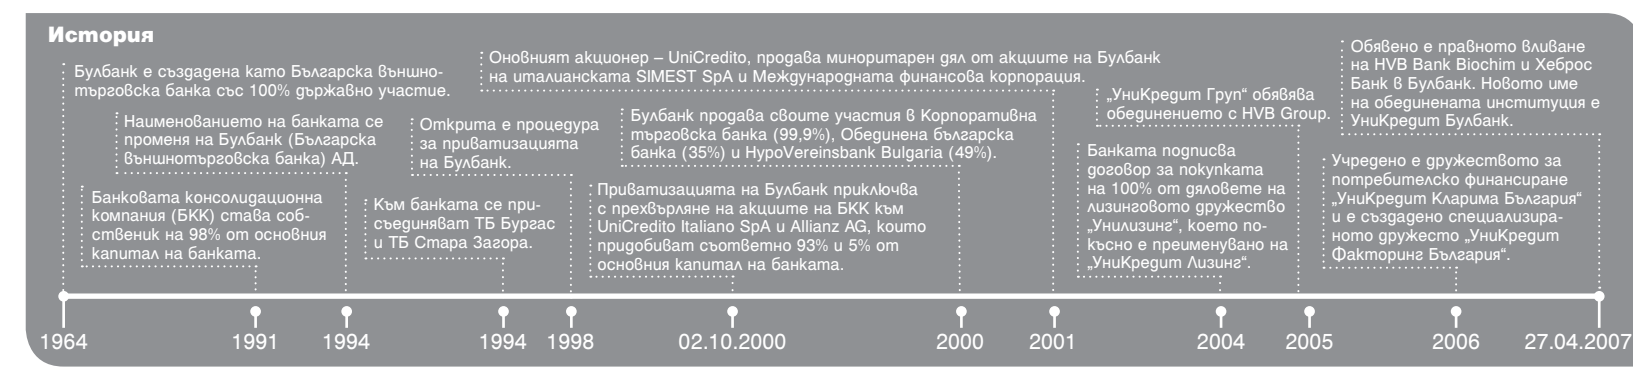 История
Булбанк е създадена като Българска външно-
търговска банка със 100% държавно участие.
Банковата консолидационна
компания (БКК) става соб-
ственик на 98% от основния
капитал на банката.
Наименованието на банката се
променя на Булбанк (Българска
външнотърговска банка) АД.
Към банката се при-
съединяват ТБ Бургас
и ТБ Стара Загора.
Открита е процедура
за приватизацията
на Булбанк.
Приватизацията на Булбанк приключва
с прехвърляне на акциите на БКК към
UniCredito Italiano SpA и Allianz AG, които
придобиват съответно 93% и 5% от
основния капитал на банката.
Булбанк продава своите участия в Корпоративна
търговска банка (99,9%), Обединена българска
банка (35%) и HypoVereinsbank Bulgaria (49%).
Оновният акционер – UniCredito, продава миноритарен дял от акциите на Булбанк
на италианската SIMEST SpA и Международната финансова корпорация.
Банката подписва
договор за покупката
на 100% от дяловете на
лизинговото дружество
„Унилизинг“, което по-
късно е преименувано на
„УниКредит Лизинг“.
„УниКредит Груп“ обявява
обединението с HVB Group.
Учредено е дружеството за
потребителско финансиране
„УниКредит Кларима България“
и е създадено специализира-
ното дружесто „УниКредит
Факторинг България“.
Обявено е правното вливане
на HVB Bank Biochim и Хеброс
Банк в Булбанк. Новото име
на обединената институция е
УниКредит Булбанк.
1964 1991 1994 1994 1998 02.10.2000 2000 2001 2004 2005 2006 27.04.2007